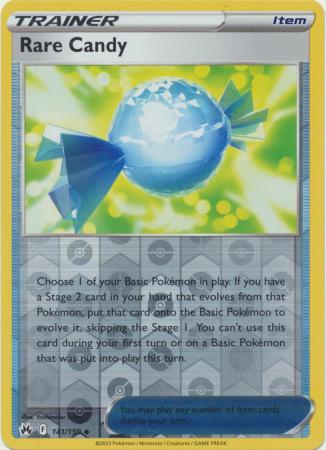 TRAINER
Item
Rare Candy
Choose 1 of your Basic Pokémon in play. If you have
a Stage 2 card in your hand that evolves from that
Pokémon, put that card onto the Basic Pokémon to
evolve it, skipping the Stage 1. You can't use this
card during your first turn or on a Basic Pokémon
that was put into play this turn.
Illus.
F 141/159
You may play any number of Item cards
during your turn.
©2023 Pokémon / Nintendo / Creatures / GAME FREAK